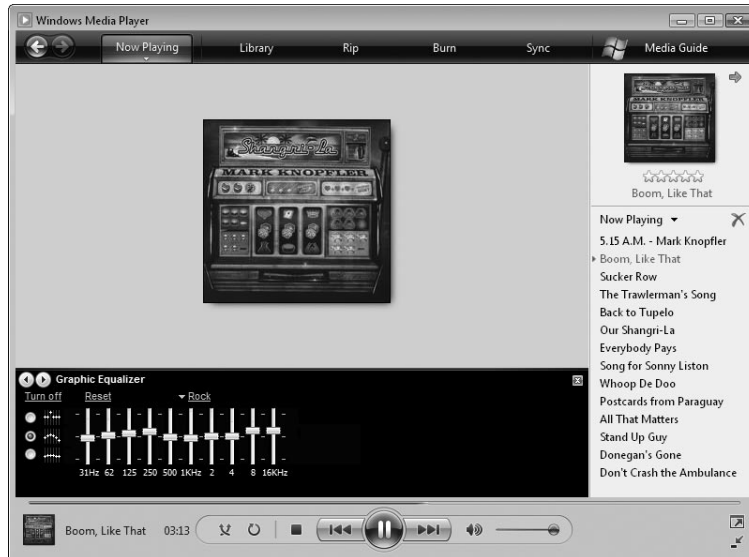 Windows Media Player
Now Playing
Library
Rip
Burn
Sync
Media Guide
Shangri-La
MARK KNOPFLER
Boom, Like That
Now Playing
5.15 A.M. - Mark Knopfler
Boom, Like That
Sucker Row
The Trawlerman's Song
Back to Tupelo
Our Shangri-La
Everybody Pays
Song for Sonny Liston
Whoop De Doo
Postcards from Paraguay
All That Matters
Stand Up Guy
Donegan's Gone
Don't Crash the Ambulance
Graphic Equalizer
Turn off Reset Rock
31Hz 62 125 250 500 1KHz 2 4 8 16KHz
Boom, Like That 03:13